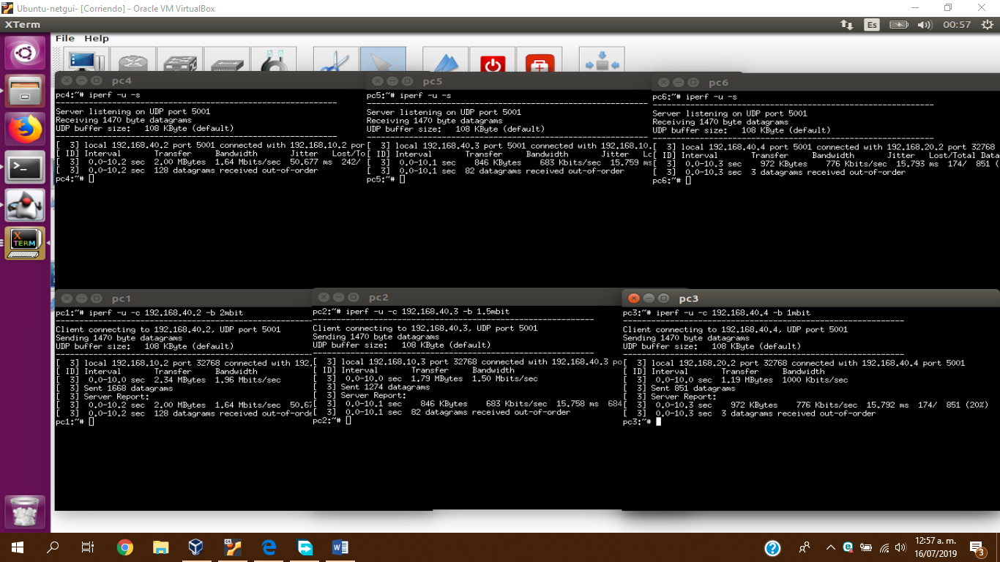 Ubuntu-netgui- [Corriendo] - Oracle VM VirtualBox
XTerm
Es
00:57
File Help
pc4
pc4:~# iperf -u -s
------------------------------------------------------------
Server listening on UDP port 5001
Receiving 1470 byte datagrams
UDP buffer size: 108 KByte (default)
------------------------------------------------------------
[ 3] local 192.168.40.2 port 5001 connected with 192.168.10.2 por
[ ID] Interval Transfer Bandwidth Jitter Lost/To
[ 3] 0.0-10.2 sec 2.00 MBytes 1.64 Mbits/sec 50.677 ms 242/
[ 3] 0.0-10.2 sec 128 datagrams received out-of-order
pc4:~#
pc5
pc5:~# iperf -u -s
------------------------------------------------------------
Server listening on UDP port 5001
Receiving 1470 byte datagrams
UDP buffer size: 108 KByte (default)
------------------------------------------------------------
[ 3] local 192.168.40.3 port 5001 connected with 192.168.10.
[ ID] Interval Transfer Bandwidth Jitter Lo
[ 3] 0.0-10.1 sec 846 KBytes 683 Kbits/sec 15.759 ms
[ 3] 0.0-10.1 sec 82 datagrams received out-of-order
pc5:~#
pc6
pc6:~# iperf -u -s
------------------------------------------------------------
Server listening on UDP port 5001
Receiving 1470 byte datagrams
UDP buffer size: 108 KByte (default)
------------------------------------------------------------
[ 3] local 192.168.40.4 port 5001 connected with 192.168.20.2 port 32768
[ ID] Interval Transfer Bandwidth Jitter Lost/Total Data
[ 3] 0.0-10.3 sec 972 KBytes 776 Kbits/sec 15.793 ms 174/ 851 (
[ 3] 0.0-10.3 sec 3 datagrams received out-of-order
pc6:~#
pc1
pc1:~# iperf -u -c 192.168.40.2 -b 2mbit
------------------------------------------------------------
Client connecting to 192.168.40.2, UDP port 5001
Sending 1470 byte datagrams
UDP buffer size: 108 KByte (default)
------------------------------------------------------------
[ 3] local 192.168.10.2 port 32768 connected with 192.
[ ID] Interval Transfer Bandwidth
[ 3] 0.0-10.0 sec 2.34 MBytes 1.96 Mbits/sec
[ 3] Sent 1668 datagrams
[ 3] Server Report:
[ 3] 0.0-10.2 sec 2.00 MBytes 1.64 Mbits/sec 50.67
[ 3] 0.0-10.2 sec 128 datagrams received out-of-orde
pc1:~#
pc2
pc2:~# iperf -u -c 192.168.40.3 -b 1.5mbit
------------------------------------------------------------
Client connecting to 192.168.40.3, UDP port 5001
Sending 1470 byte datagrams
UDP buffer size: 108 KByte (default)
------------------------------------------------------------
[ 3] local 192.168.10.3 port 32768 connected with 192.168.40.3 po
[ ID] Interval Transfer Bandwidth
[ 3] 0.0-10.0 sec 1.79 MBytes 1.50 Mbits/sec
[ 3] Sent 1274 datagrams
[ 3] Server Report:
[ 3] 0.0-10.1 sec 846 KBytes 683 Kbits/sec 15.758 ms 684
[ 3] 0.0-10.1 sec 82 datagrams received out-of-order
pc2:~#
pc3
pc3:~# iperf -u -c 192.168.40.4 -b 1mbit
------------------------------------------------------------
Client connecting to 192.168.40.4, UDP port 5001
Sending 1470 byte datagrams
UDP buffer size: 108 KByte (default)
------------------------------------------------------------
[ 3] local 192.168.20.2 port 32768 connected with 192.168.40.4 port 5001
[ ID] Interval Transfer Bandwidth
[ 3] 0.0-10.0 sec 1.19 MBytes 1000 Kbits/sec
[ 3] Sent 851 datagrams
[ 3] Server Report:
[ 3] 0.0-10.3 sec 972 KBytes 776 Kbits/sec 15.792 ms 174/ 851 (20%)
[ 3] 0.0-10.3 sec 3 datagrams received out-of-order
pc3:~#
X TERM
12:57 a. m.
16/07/2019
3